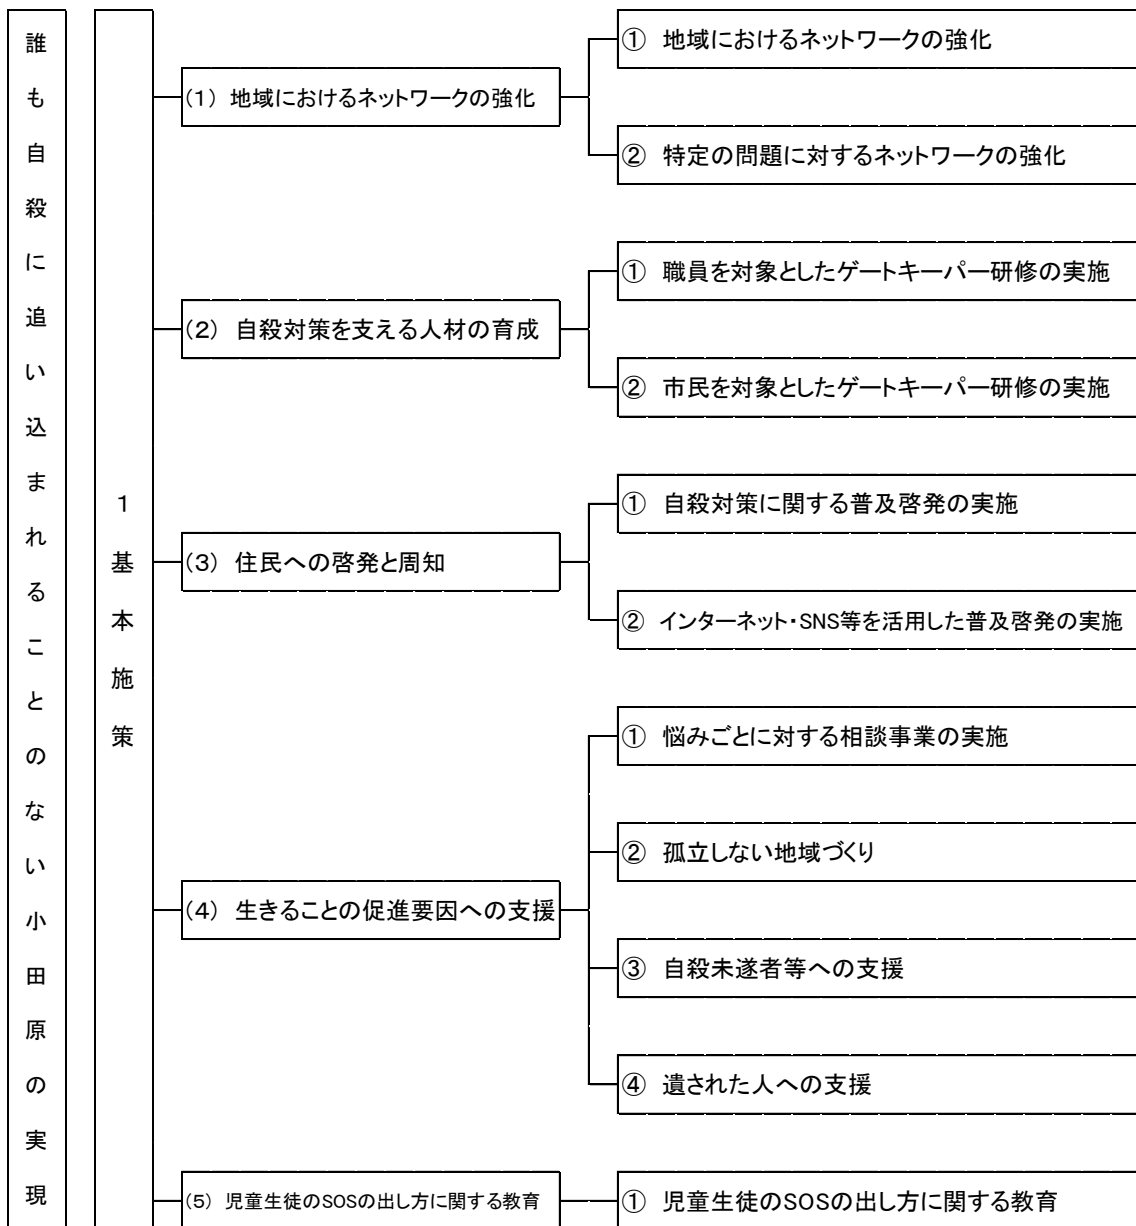 誰も自殺に追い込まれることのない小田原の実現
1基本施策
(1) 地域におけるネットワークの強化
① 地域におけるネットワークの強化
② 特定の問題に対するネットワークの強化
(2) 自殺対策を支える人材の育成
① 職員を対象としたゲートキーパー研修の実施
② 市民を対象としたゲートキーパー研修の実施
(3) 住民への啓発と周知
① 自殺対策に関する普及啓発の実施
② インターネット・SNS等を活用した普及啓発の実施
(4) 生きることの促進要因への支援
① 悩みごとに対する相談事業の実施
② 孤立しない地域づくり
③ 自殺未遂者等への支援
④ 遺された人への支援
(5) 児童生徒のSOSの出し方に関する教育
① 児童生徒のSOSの出し方に関する教育